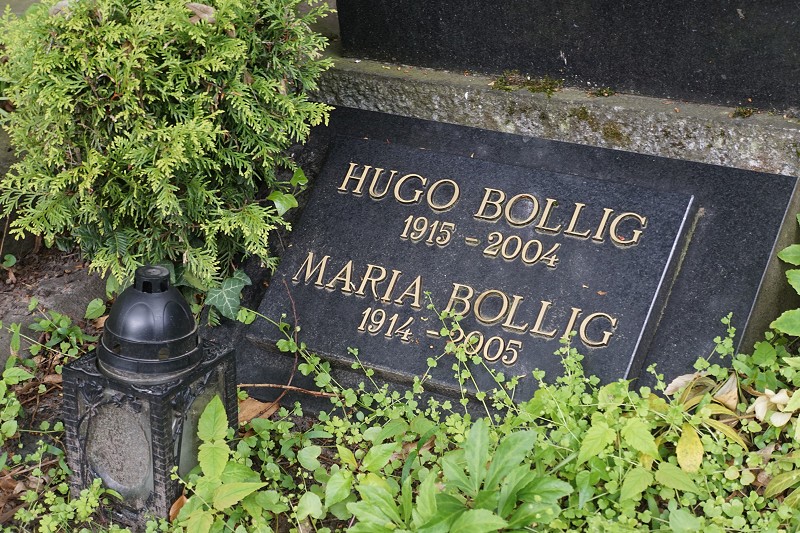 HUGO BOLLIG
1915 - 2004
MARIA BOLLIG
1914 - 2005